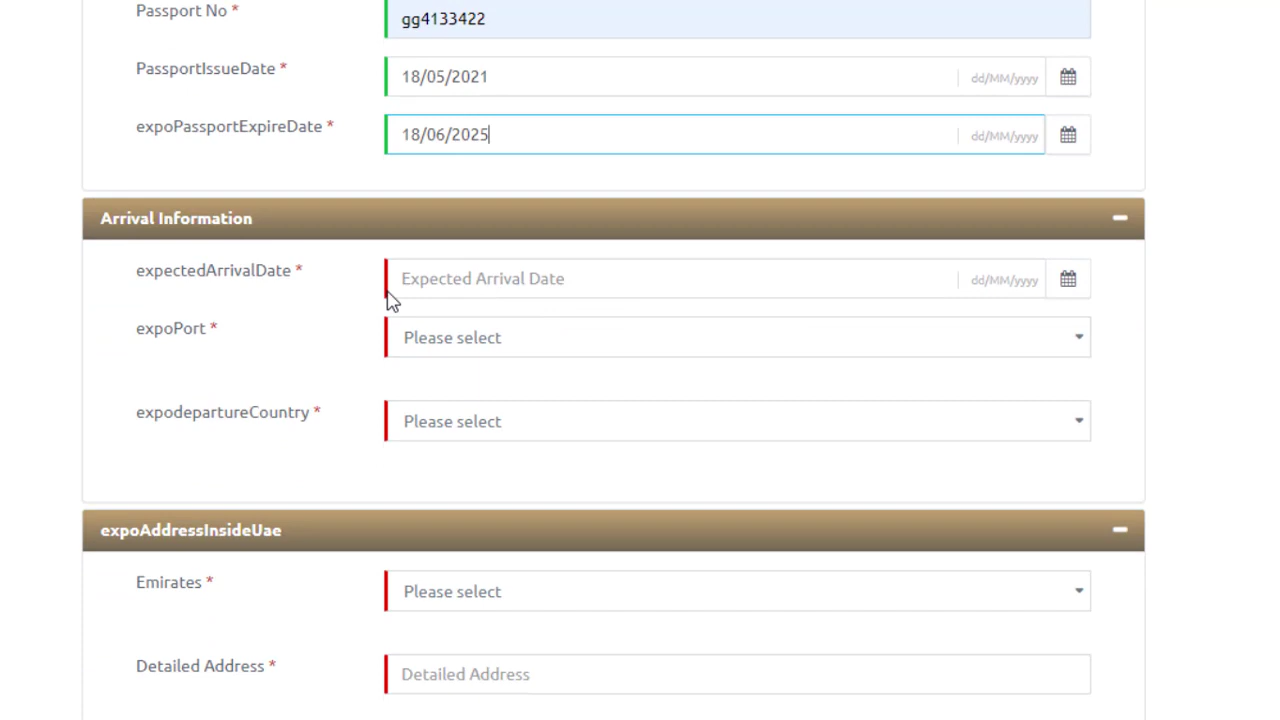 Passport No *
gg4133422
PassportIssueDate *
18/05/2021
dd/MM/yyyy
expoPassportExpireDate *
18/06/2025
dd/MM/yyyy
Arrival Information
expectedArrivalDate *
Expected Arrival Date
dd/MM/yyyy
expoPort *
Please select
expodepartureCountry *
Please select
expoAddressInsideUae
Emirates *
Please select
Detailed Address *
Detailed Address